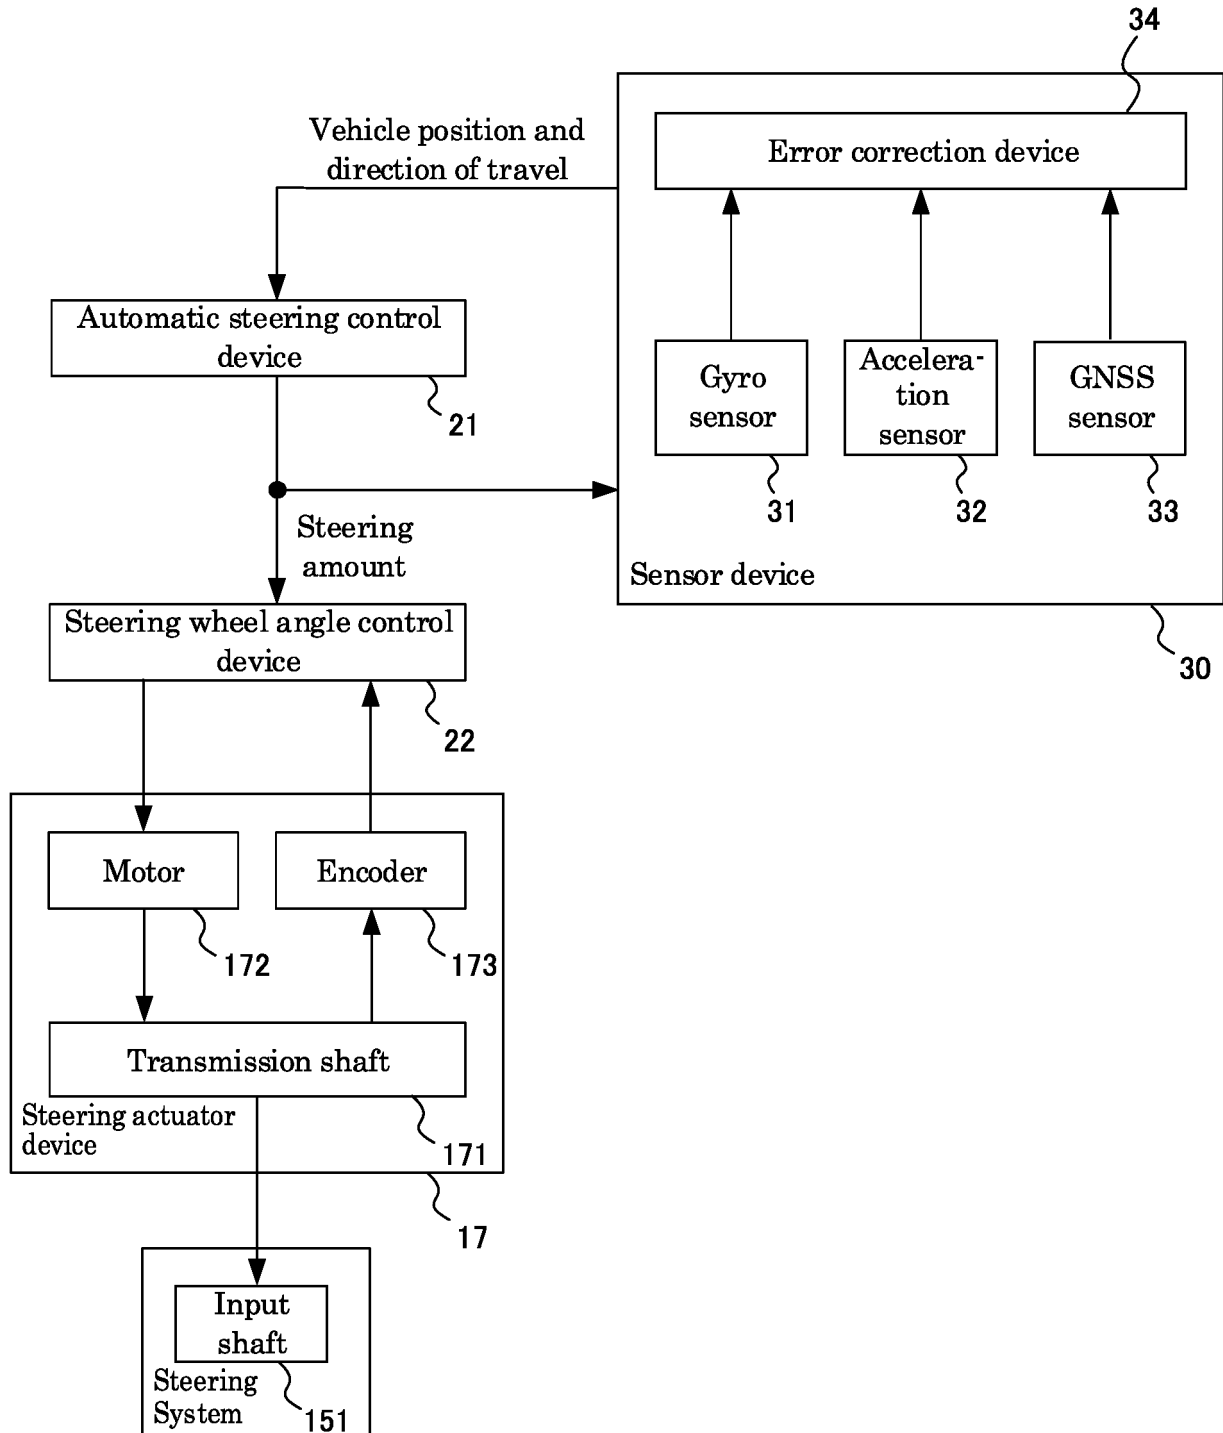 34
Error correction device
Vehicle position and
direction of travel
Automatic steering control
device
21
Gyro
sensor
31
Accelera-
tion
sensor
32
GNSS
sensor
33
Sensor device
30
Steering
amount
Steering wheel angle control
device
22
Motor
172
Encoder
173
Transmission shaft
171
Steering actuator
device
17
Input
shaft
151
Steering
System